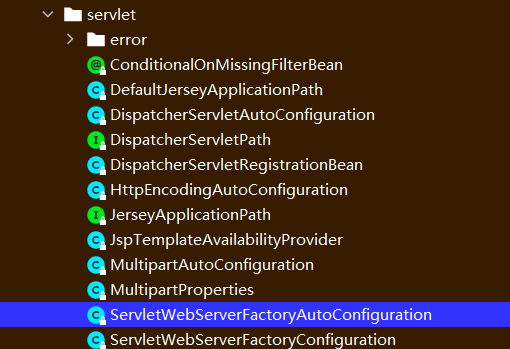 servlet
error
ConditionalOnMissingFilterBean
DefaultJerseyApplicationPath
DispatcherServletAutoConfiguration
DispatcherServletPath
DispatcherServletRegistrationBean
HttpEncodingAutoConfiguration
JerseyApplicationPath
JspTemplateAvailabilityProvider
MultipartAutoConfiguration
MultipartProperties
ServletWebServerFactoryAutoConfiguration
ServletWebServerFactoryConfiguration